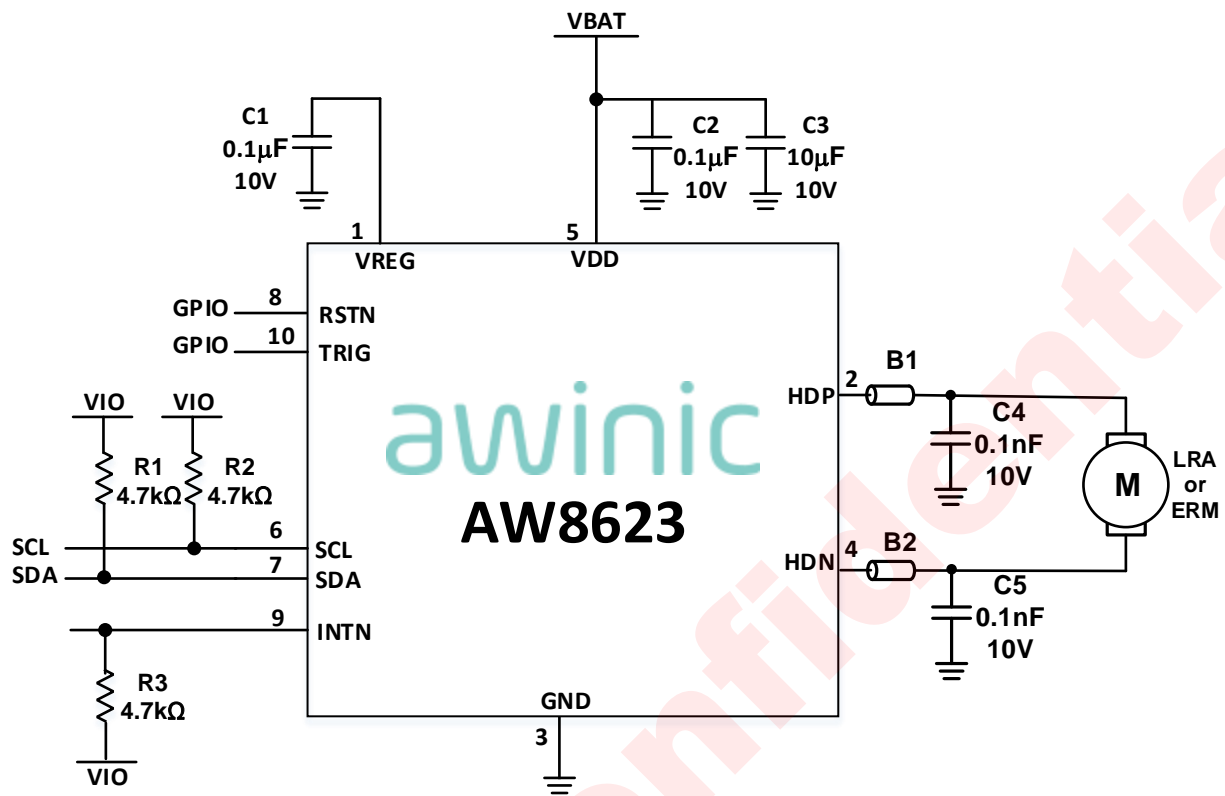 VBAT
C1
0.1μF
10V
C2
0.1μF
10V
C3
10μF
10V
1
VREG
5
VDD
GPIO
8
RSTN
GPIO
10
TRIG
VIO
VIO
R1
4.7kΩ
R2
4.7kΩ
SCL
6
SCL
SDA
7
SDA
9
INTN
R3
4.7kΩ
VIO
awinic
AW8623
HDP
2
B1
C4
0.1nF
10V
M
LRA
or
ERM
HDN
4
B2
C5
0.1nF
10V
GND
3
onfidentia